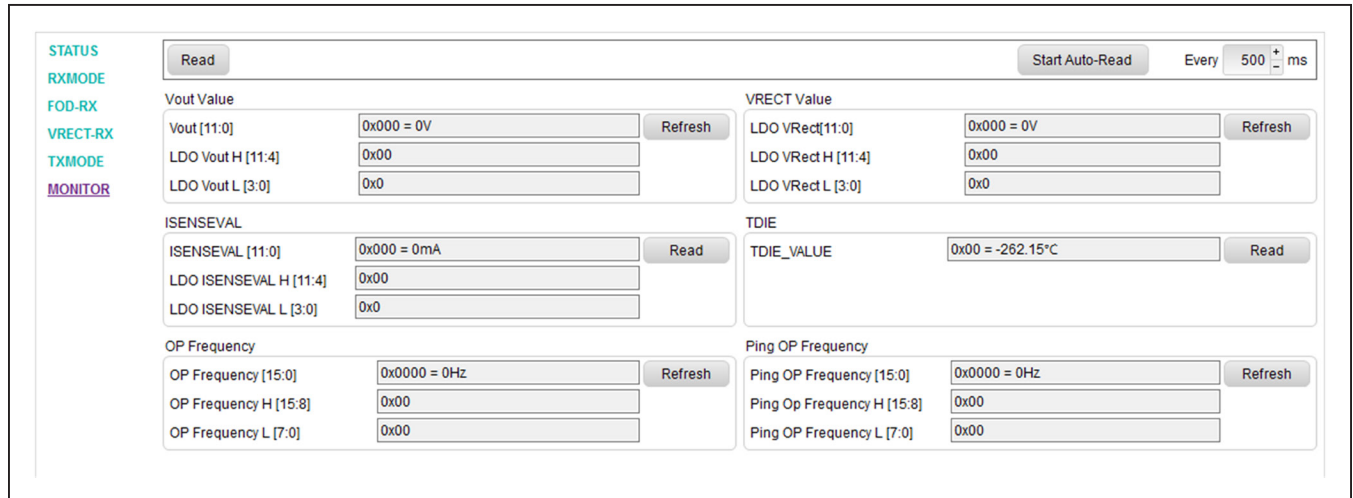 STATUS
RXMODE
FOD-RX
VRECT-RX
TXMODE
MONITOR
Read
Start Auto-Read
Every 500 + - ms
Vout Value
Vout [11:0] 0x000 = 0V Refresh
LDO Vout H [11:4] 0x00
LDO Vout L [3:0] 0x0
VRECT Value
LDO VRect[11:0] 0x000 = 0V Refresh
LDO VRect H [11:4] 0x00
LDO VRect L [3:0] 0x0
ISENSEVAL
ISENSEVAL [11:0] 0x000 = 0mA Read
LDO ISENSEVAL H [11:4] 0x00
LDO ISENSEVAL L [3:0] 0x0
TDIE
TDIE_VALUE 0x00 = -262.15°C Read
OP Frequency
OP Frequency [15:0] 0x0000 = 0Hz Refresh
OP Frequency H [15:8] 0x00
OP Frequency L [7:0] 0x00
Ping OP Frequency
Ping OP Frequency [15:0] 0x0000 = 0Hz Refresh
Ping Op Frequency H [15:8] 0x00
Ping OP Frequency L [7:0] 0x00